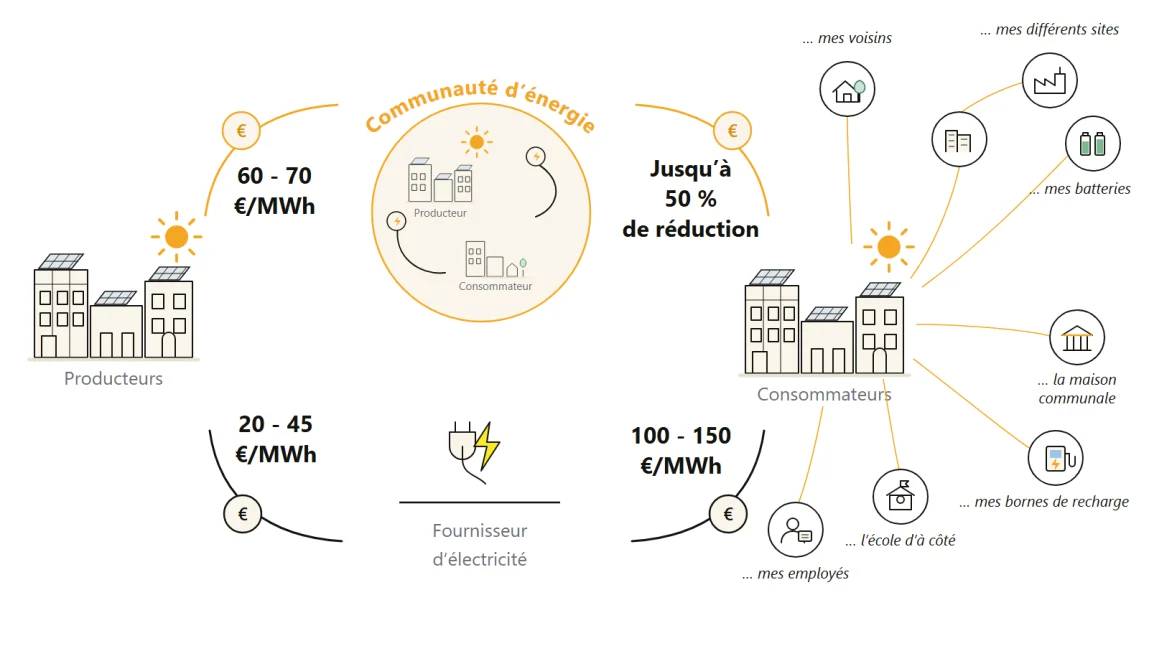 ... mes voisins
... mes différents sites
Communauté d’énergie
€
€
60 - 70
€/MWh
Jusqu’à
50 %
de réduction
... mes batteries
Producteur
Consommateur
Producteurs
Consommateurs
... la maison
communale
20 - 45
€/MWh
100 - 150
€/MWh
€
€
Fournisseur
d’électricité
... mes bornes de recharge
... l’école d’à côté
... mes employés